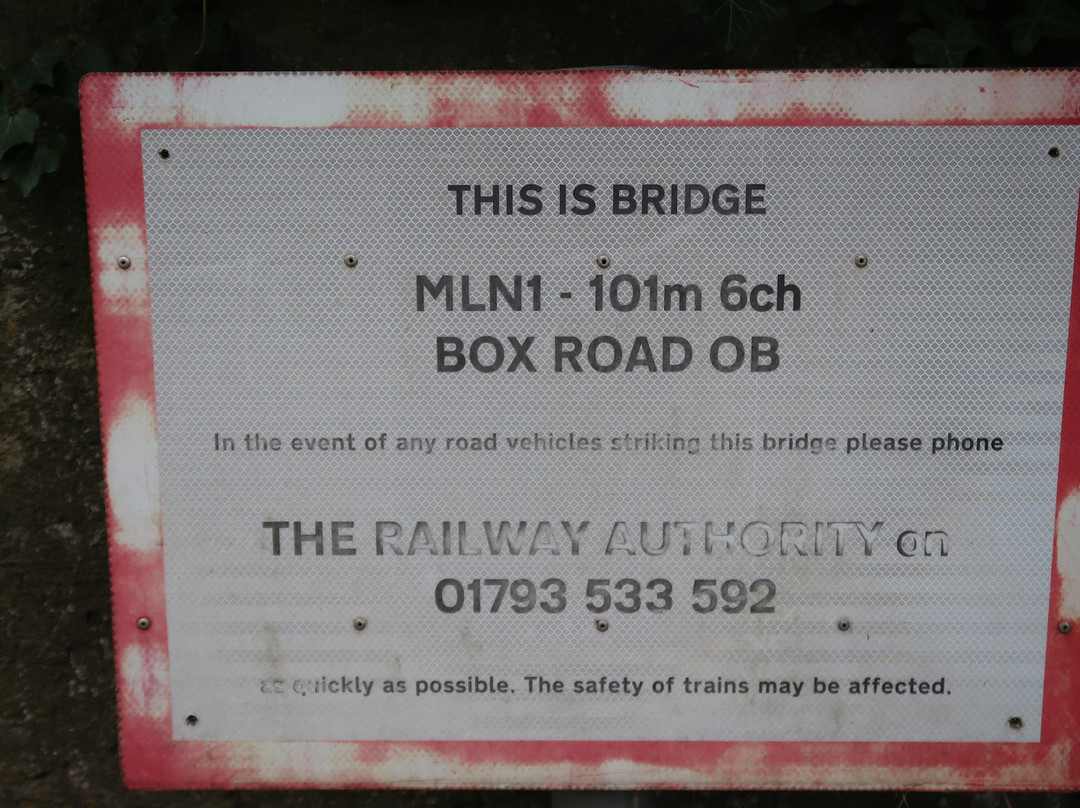 THIS IS BRIDGE
MLN1 - 101m 6ch
BOX ROAD OB
In the event of any road vehicles striking this bridge please phone
THE RAILWAY AUTHORITY on
01793 533 592
as quickly as possible. The safety of trains may be affected.